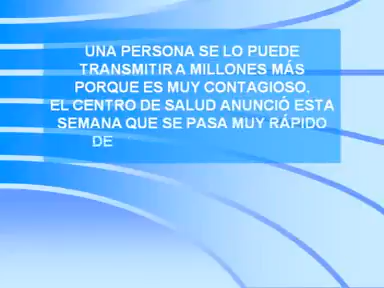 UNA PERSONA SE LO PUEDE
TRANSMITIR A MILLONES MÁS
PORQUE ES MUY CONTAGIOSO.
EL CENTRO DE SALUD ANUNCIÓ ESTA
SEMANA QUE SE PASA MUY RÁPIDO
DE